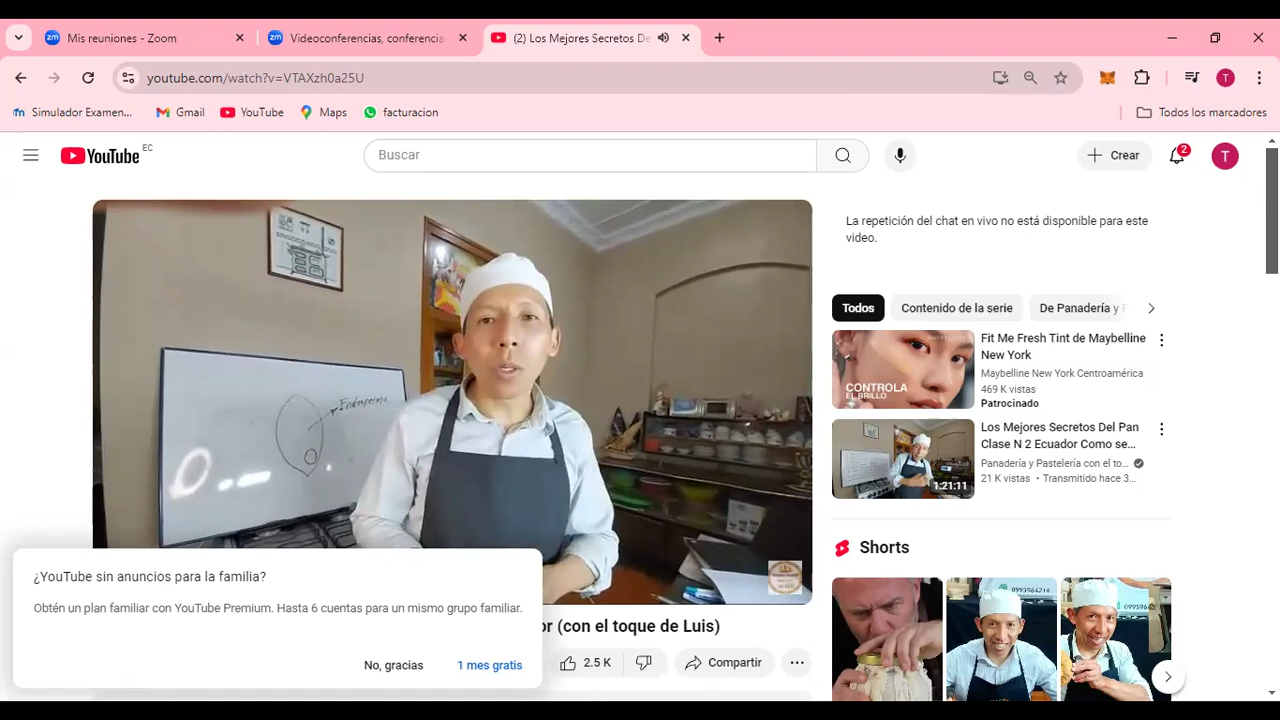 Mis reuniones - Zoom
Videoconferencias, conferencia
(2) Los Mejores Secretos De
youtube.com/watch?v=VTAXzh0a25U
Simulador Examen...
Gmail
YouTube
Maps
facturacion
Todos los marcadores
YouTube EC
Buscar
Crear
2
T
La repetición del chat en vivo no está disponible para este
video.
Todos
Contenido de la serie
De Panadería y
Fit Me Fresh Tint de Maybelline
New York
Maybelline New York Centroamérica
469 K vistas
Patrocinado
CONTROLA
EL BRILLO
Los Mejores Secretos Del Pan
Clase N 2 Ecuador Como se...
Panadería y Pastelería con el to...
21 K vistas • Transmitido hace 3...
1:21:11
Endosperma
Shorts
0995964218
¿YouTube sin anuncios para la familia?
Obtén un plan familiar con YouTube Premium. Hasta 6 cuentas para un mismo grupo familiar.
No, gracias
1 mes gratis
or (con el toque de Luis)
2.5 K
Compartir